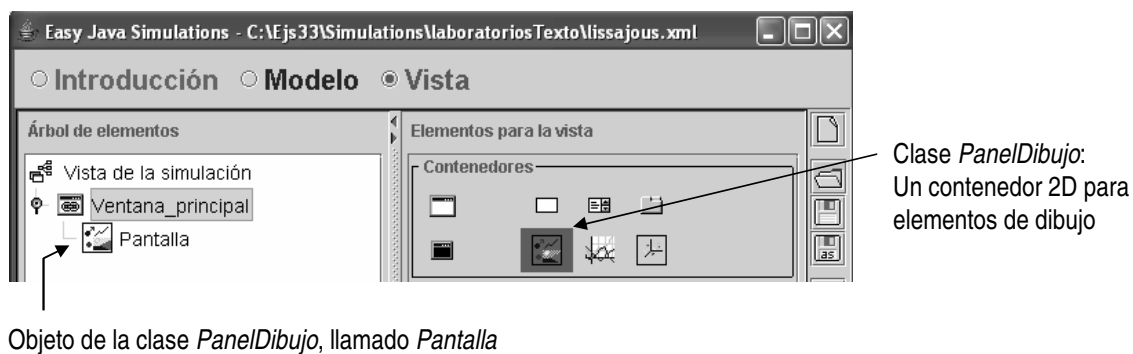 Easy Java Simulations - C:\Ejs33\Simulations\laboratoriosTexto\lissajous.xml
Introducción Modelo Vista
Árbol de elementos
Elementos para la vista
Vista de la simulación
Contenedores
Ventana_principal
Pantalla
as
Clase PanelDibujo:
Un contenedor 2D para
elementos de dibujo
Objeto de la clase PanelDibujo, llamado Pantalla